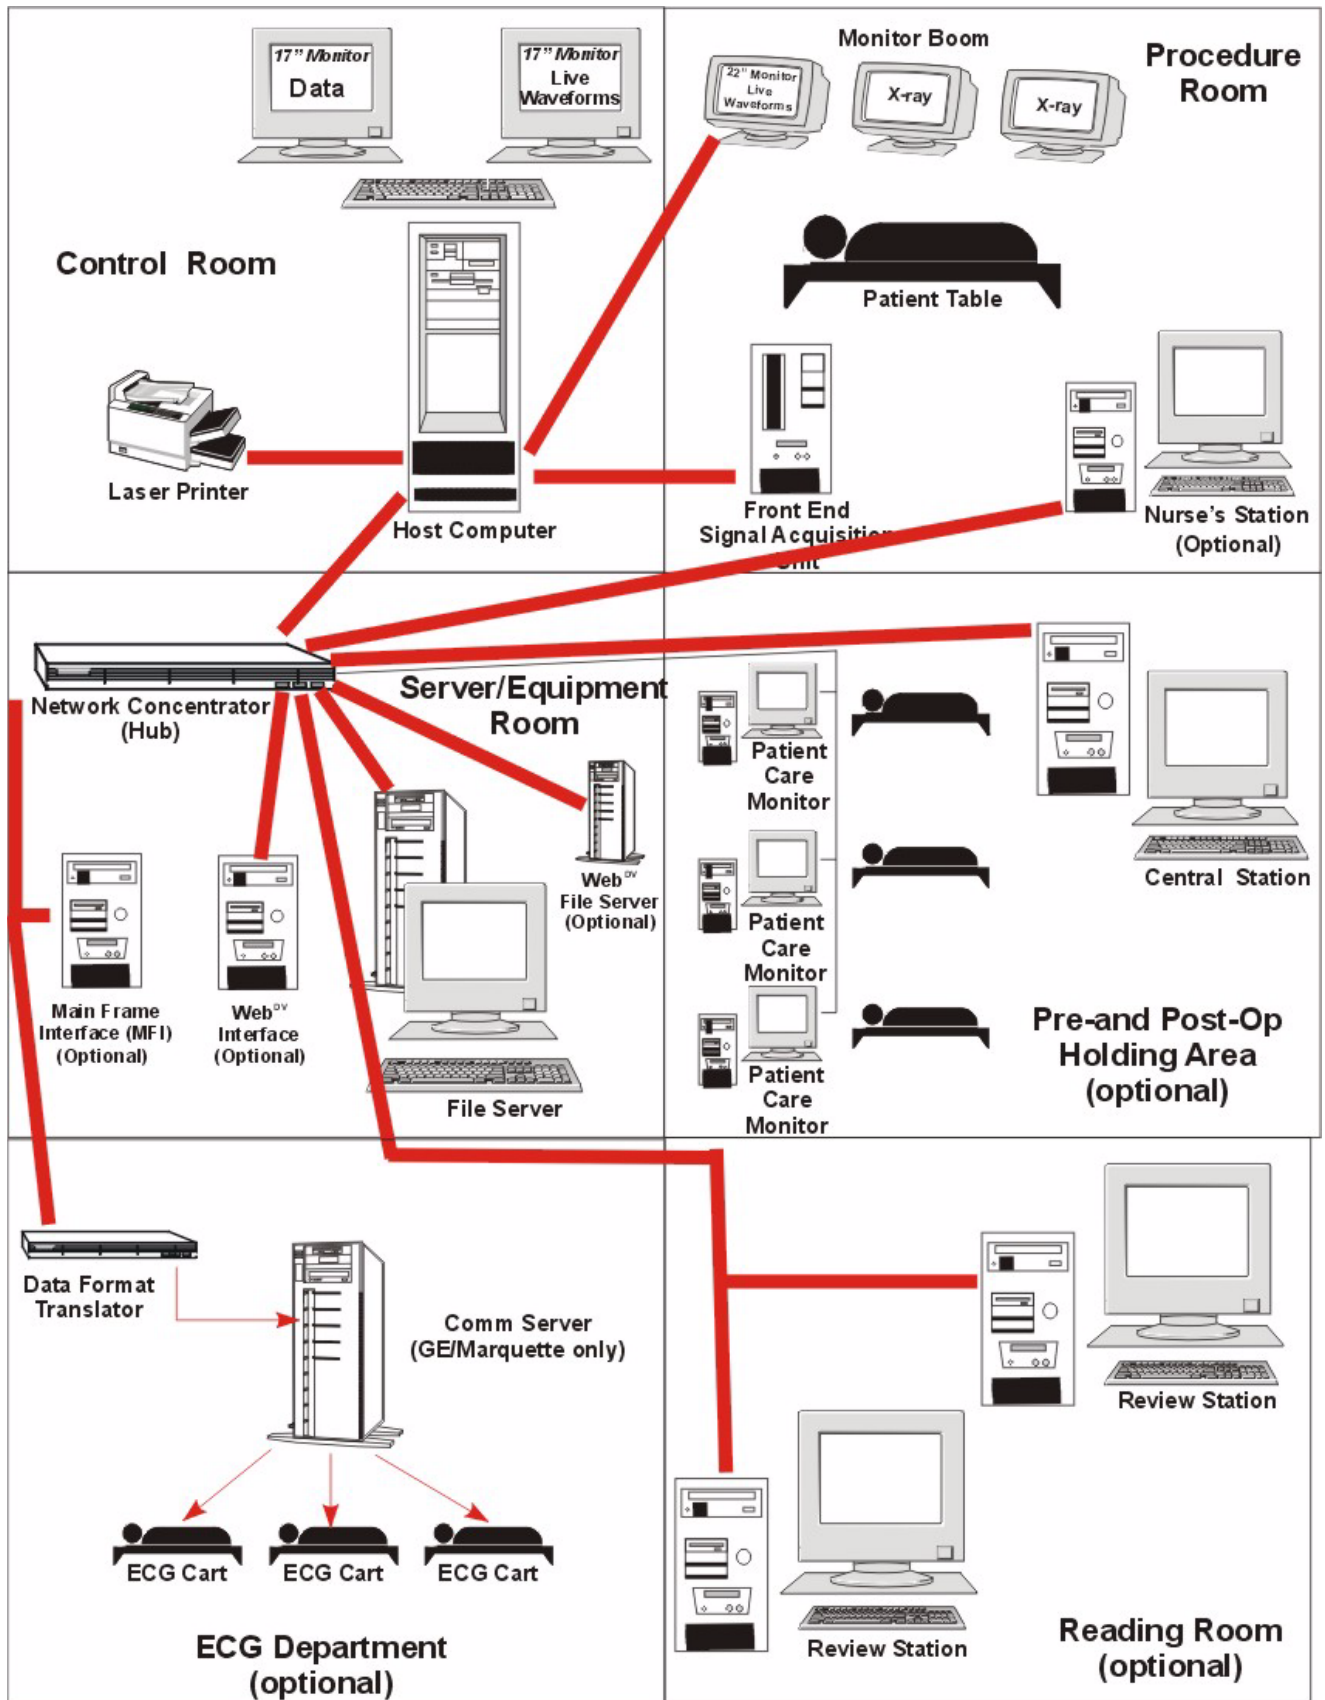 17” Monitor
Data
17” Monitor
Live
Waveforms
Control Room
Laser Printer
Host Computer
Monitor Boom
Procedure
Room
22” Monitor
Live
Waveforms
X-ray
X-ray
Patient Table
Front End
Signal Acquisition
Unit
Nurse’s Station
(Optional)
Network Concentrator
(Hub)
Server/Equipment
Room
Web DV
File Server
(Optional)
Main Frame
Interface (MFI)
(Optional)
Web DV
Interface
(Optional)
File Server
Patient
Care
Monitor
Patient
Care
Monitor
Patient
Care
Monitor
Central Station
Pre-and Post-Op
Holding Area
(optional)
Data Format
Translator
Comm Server
(GE/Marquette only)
ECG Cart
ECG Cart
ECG Cart
ECG Department
(optional)
Review Station
Review Station
Reading Room
(optional)